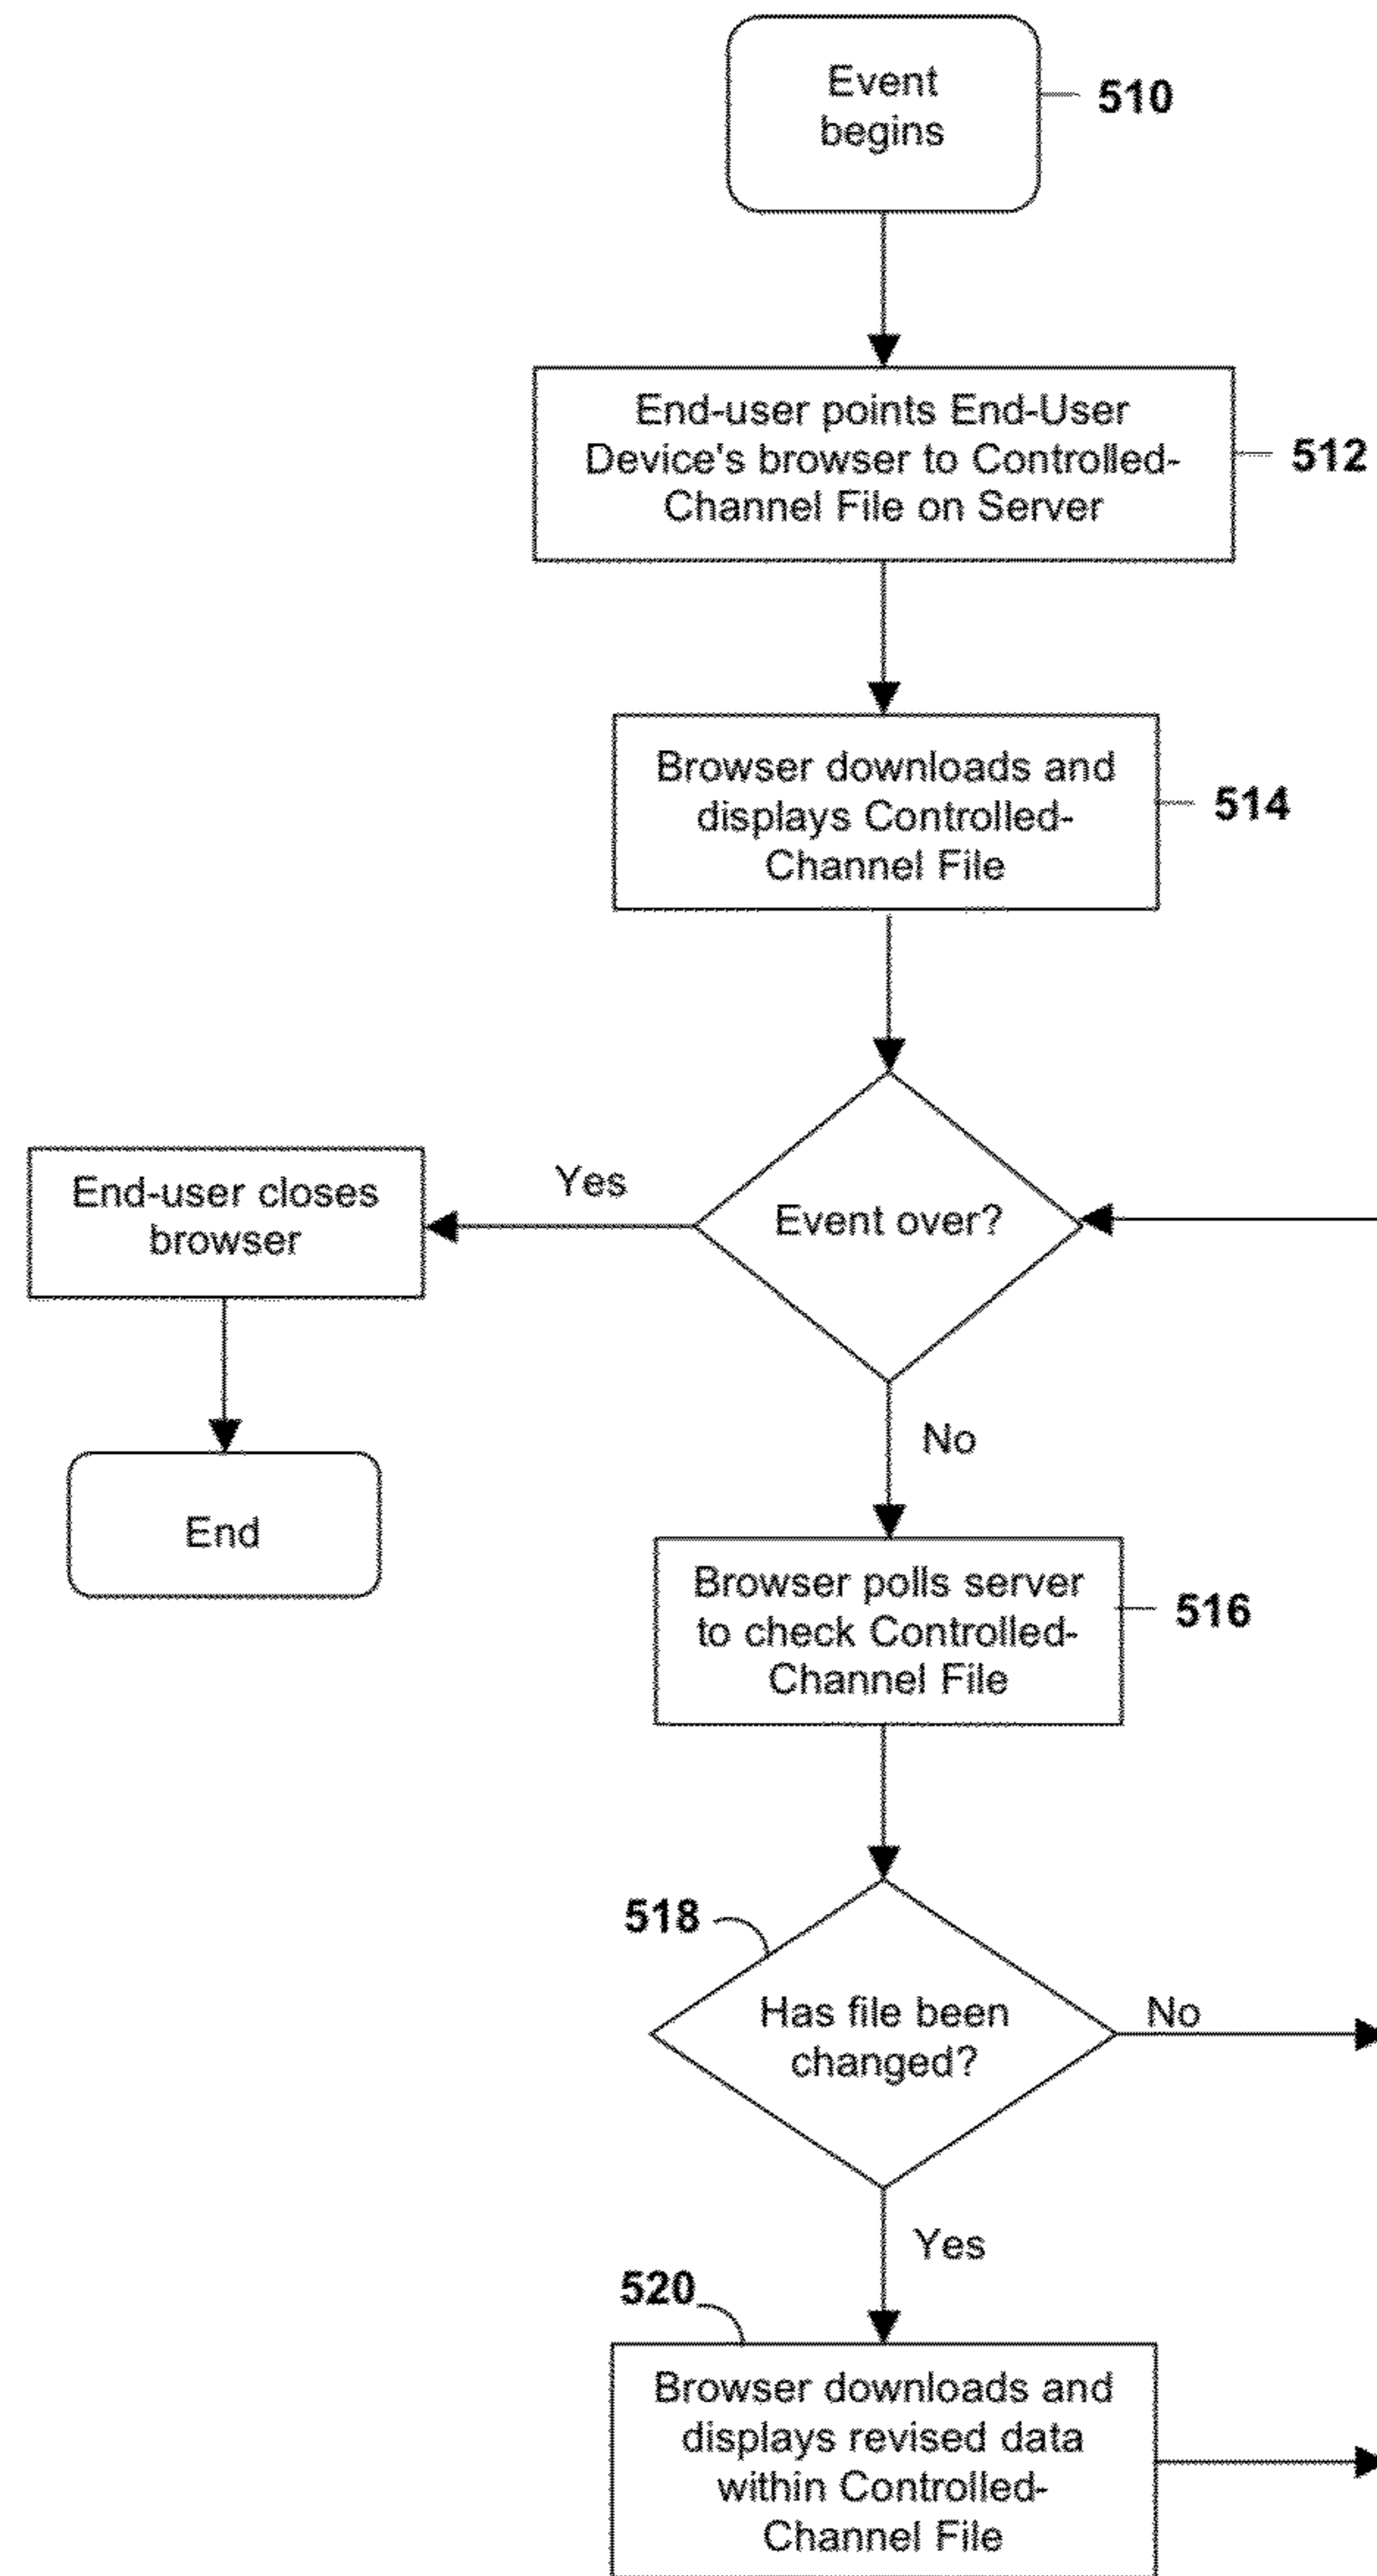 Event
begins
510
End-user points End-User
Device's browser to Controlled-
Channel File on Server
512
Browser downloads and
displays Controlled-
Channel File
514
End-user closes
browser
Yes
Event over?
No
End
Browser polls server
to check Controlled-
Channel File
516
518
Has file been
changed?
No
Yes
520
Browser downloads and
displays revised data
within Controlled-
Channel File